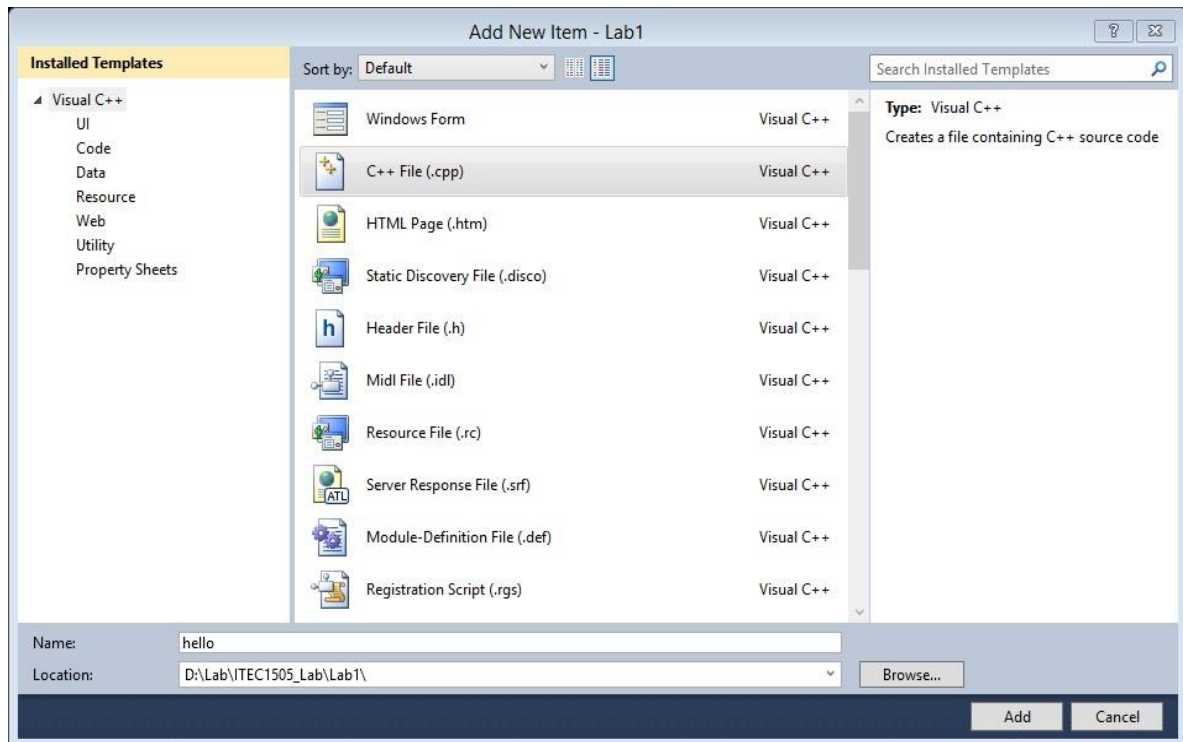 Add New Item - Lab1
Installed Templates
Sort by: Default
Search Installed Templates
Visual C++
UI
Code
Data
Resource
Web
Utility
Property Sheets
Windows Form Visual C++
C++ File (.cpp) Visual C++
HTML Page (.htm) Visual C++
Static Discovery File (.disco) Visual C++
h Header File (.h) Visual C++
Midl File (.idl) Visual C++
Resource File (.rc) Visual C++
ATL Server Response File (.srf) Visual C++
Module-Definition File (.def) Visual C++
Registration Script (.rgs) Visual C++
Type: Visual C++
Creates a file containing C++ source code
Name: hello
Location: D:\Lab\ITEC1505_Lab\Lab1\
Browse...
Add Cancel